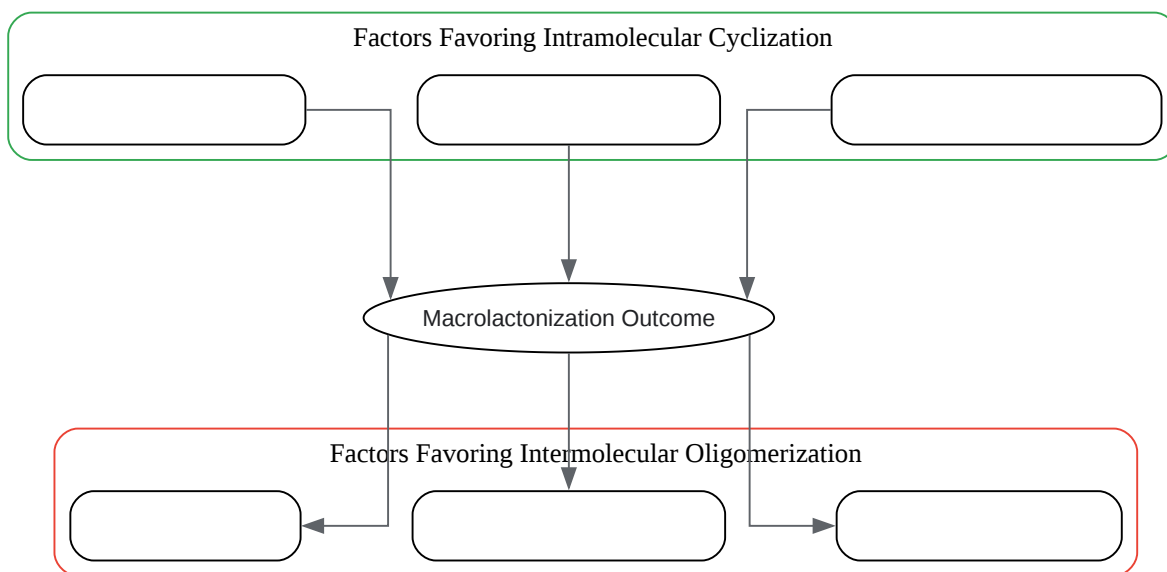 Factors Favoring Intramolecular Cyclization
Macrolactonization Outcome
Factors Favoring Intermolecular Oligomerization